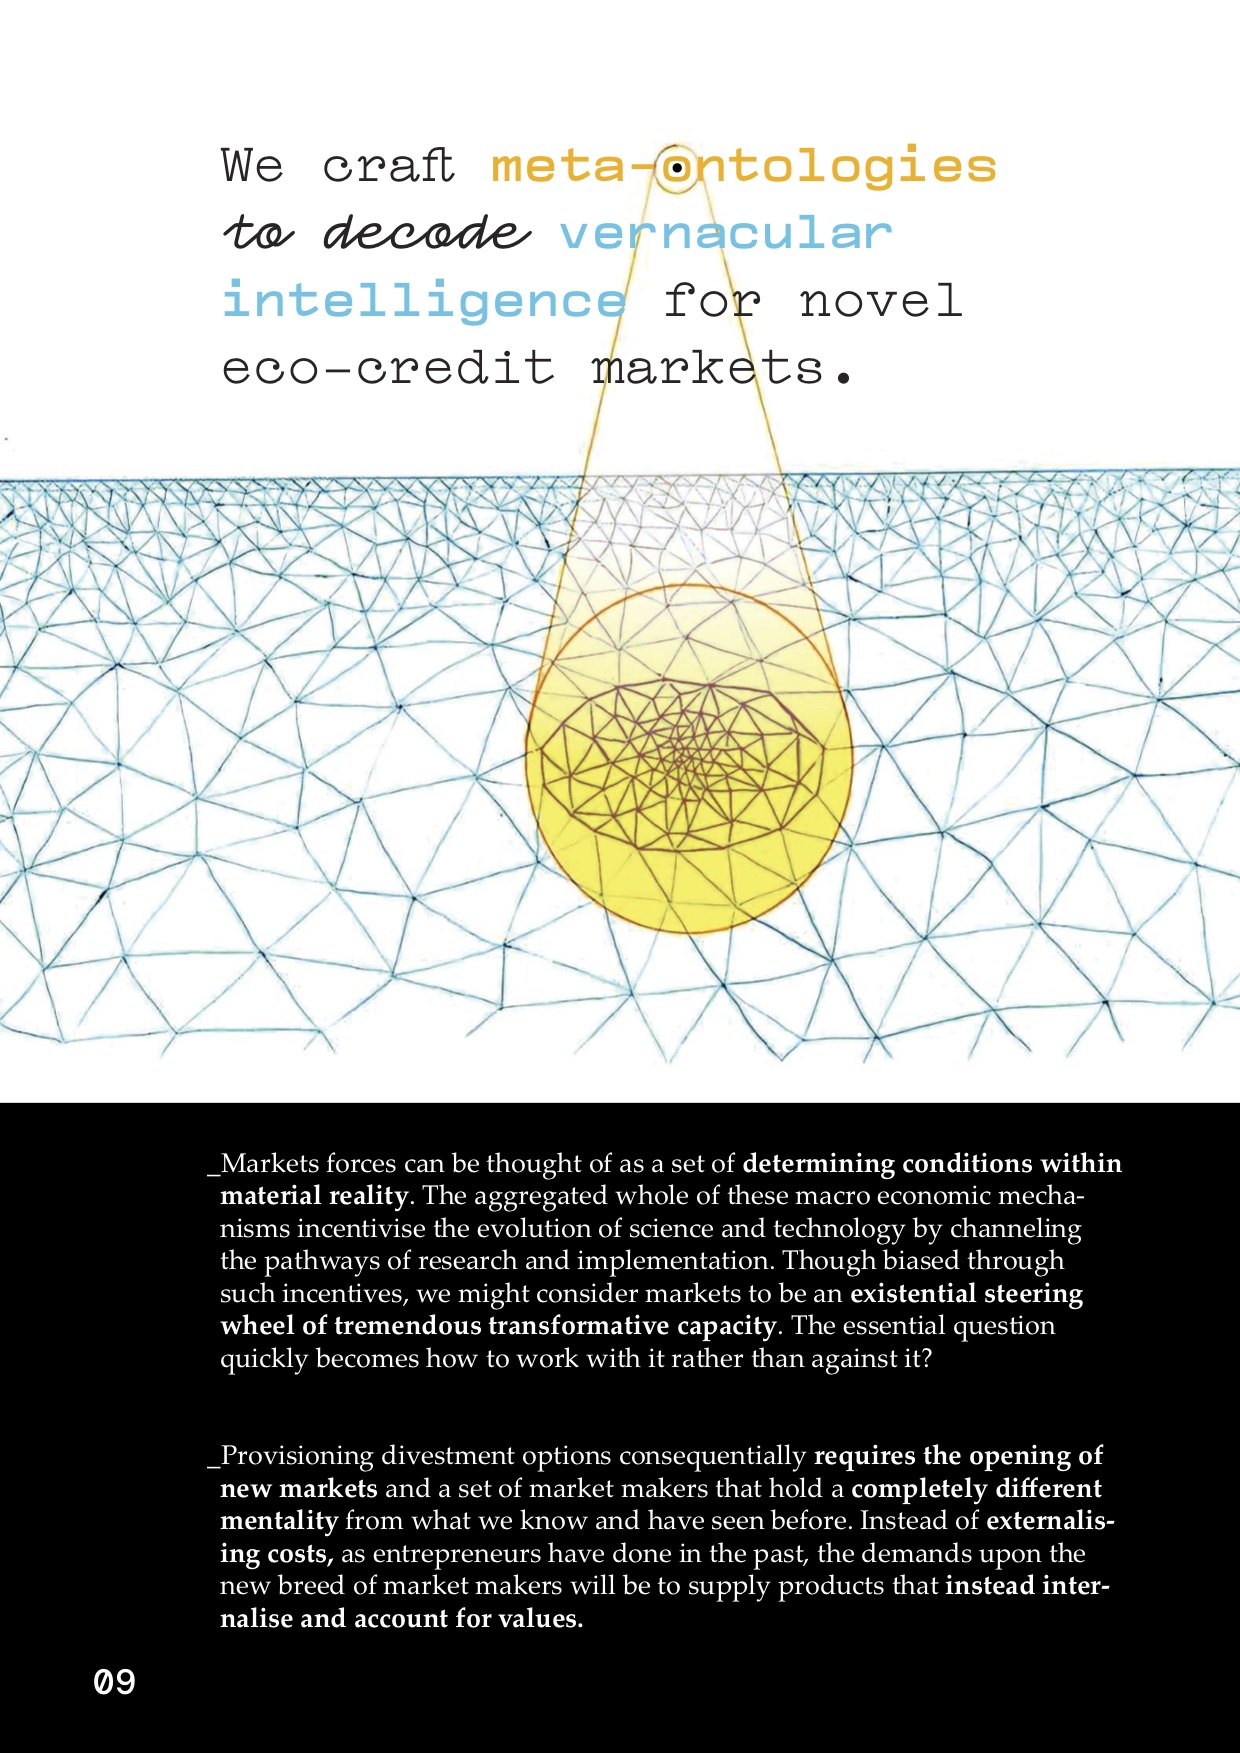 We craft meta-ontologies
to decode vernacular
intelligence for novel
eco-credit markets.
_Markets forces can be thought of as a set of determining conditions within
material reality. The aggregated whole of these macro economic mecha-
nisms incentivise the evolution of science and technology by channeling
the pathways of research and implementation. Though biased through
such incentives, we might consider markets to be an existential steering
wheel of tremendous transformative capacity. The essential question
quickly becomes how to work with it rather than against it?
_Provisioning divestment options consequentially requires the opening of
new markets and a set of market makers that hold a completely different
mentality from what we know and have seen before. Instead of externalis-
ing costs, as entrepreneurs have done in the past, the demands upon the
new breed of market makers will be to supply products that instead inter-
nalise and account for values.
09